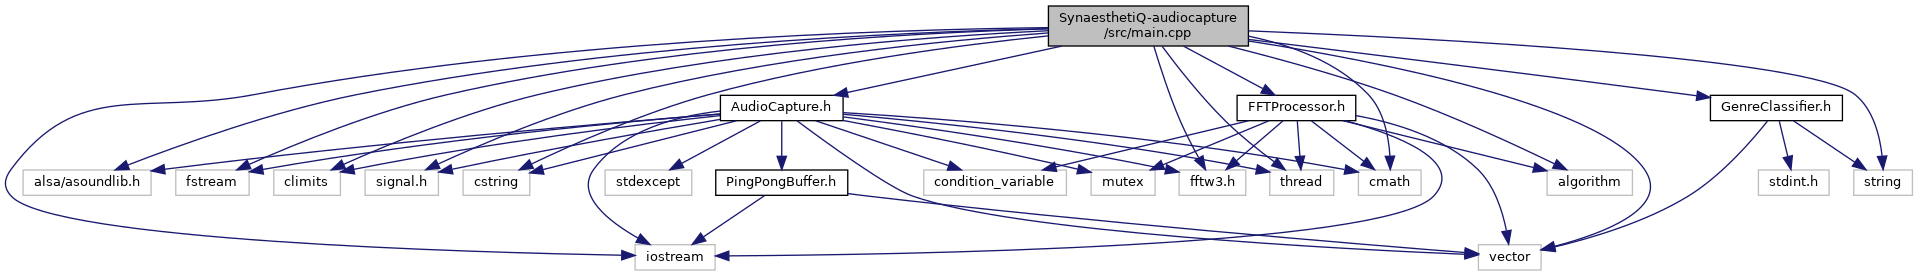 SynaesthetiQ-audiocapture
/src/main.cpp
AudioCapture.h
FFTProcessor.h
GenreClassifier.h
alsa/asoundlib.h
fstream
climits
signal.h
cstring
stdexcept
PingPongBuffer.h
condition_variable
mutex
fftw3.h
thread
cmath
algorithm
stdint.h
string
iostream
vector